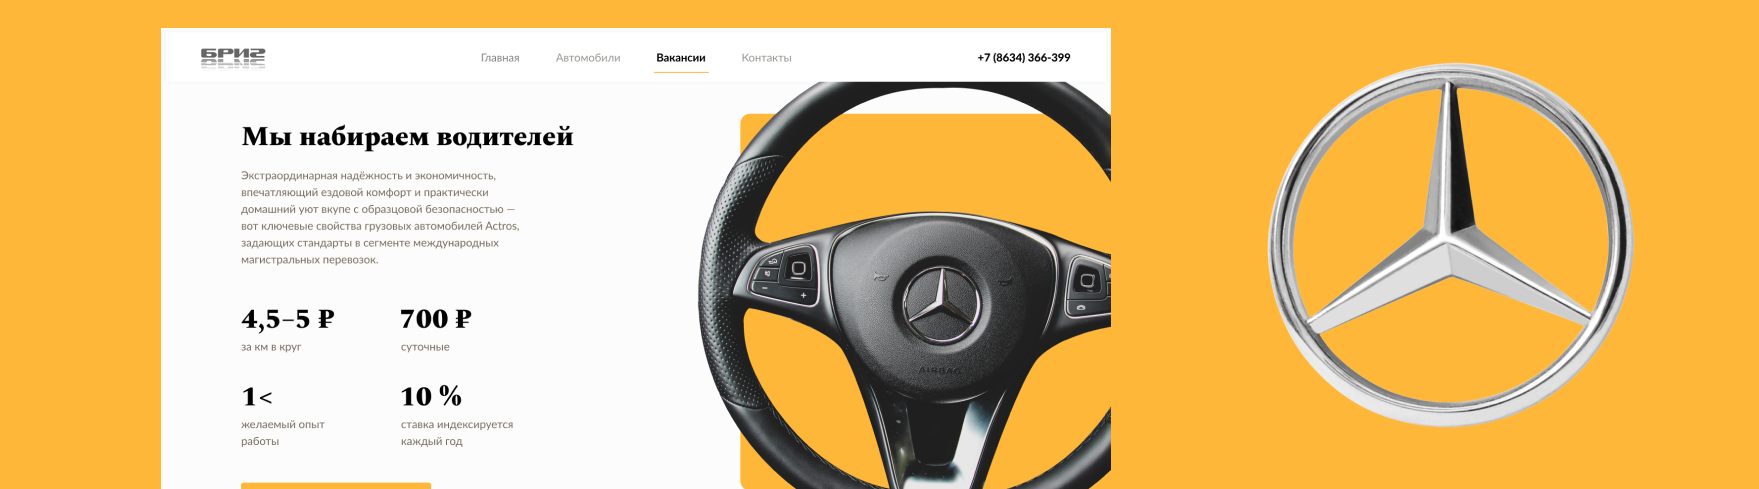 БРИЗ
Главная Автомобили Вакансии Контакты +7 (8634) 366-399
Мы набираем водителей
Экстраординарная надёжность и экономичность,
впечатляющий ездовой комфорт и практически
домашний уют вкупе с образцовой безопасностью —
вот ключевые свойства грузовых автомобилей Actros,
задающих стандарты в сегменте международных
магистральных перевозок.
4,5–5 ₽ 700 ₽
за км в круг суточные
1< 10 %
желаемый опыт ставка индексируется
работы каждый год
AIRBAG